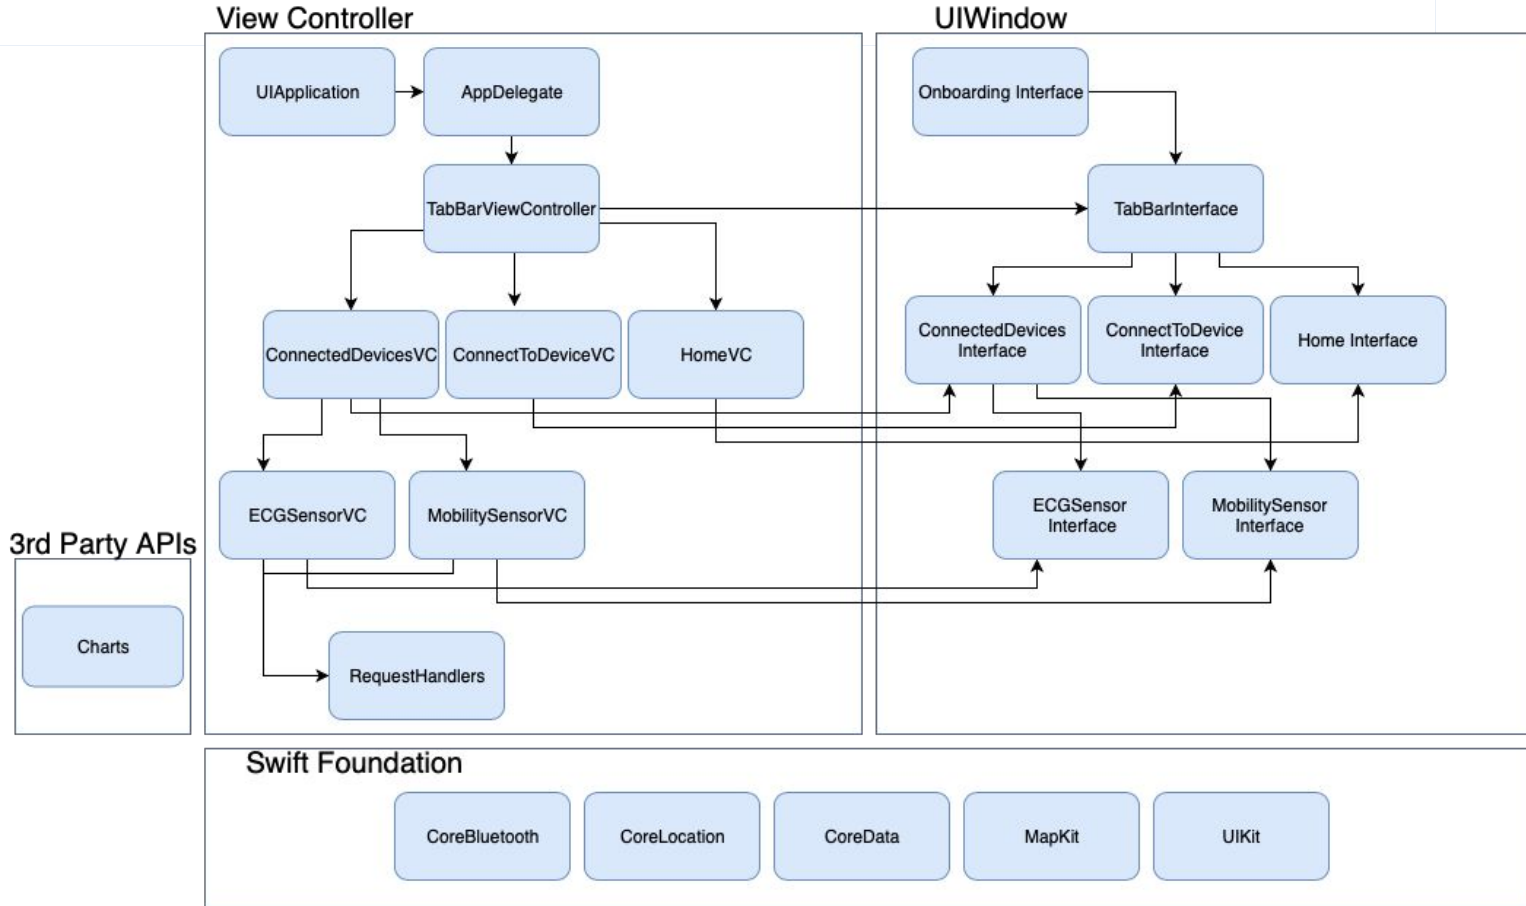 View Controller
UIWindow
UIApplication
AppDelegate
Onboarding Interface
TabBarViewController
TabBarInterface
ConnectedDevicesVC
ConnectToDeviceVC
HomeVC
ConnectedDevices
Interface
ConnectToDevice
Interface
Home Interface
ECGSensorVC
MobilitySensorVC
ECGSensor
Interface
MobilitySensor
Interface
3rd Party APIs
Charts
RequestHandlers
Swift Foundation
CoreBluetooth
CoreLocation
CoreData
MapKit
UIKit